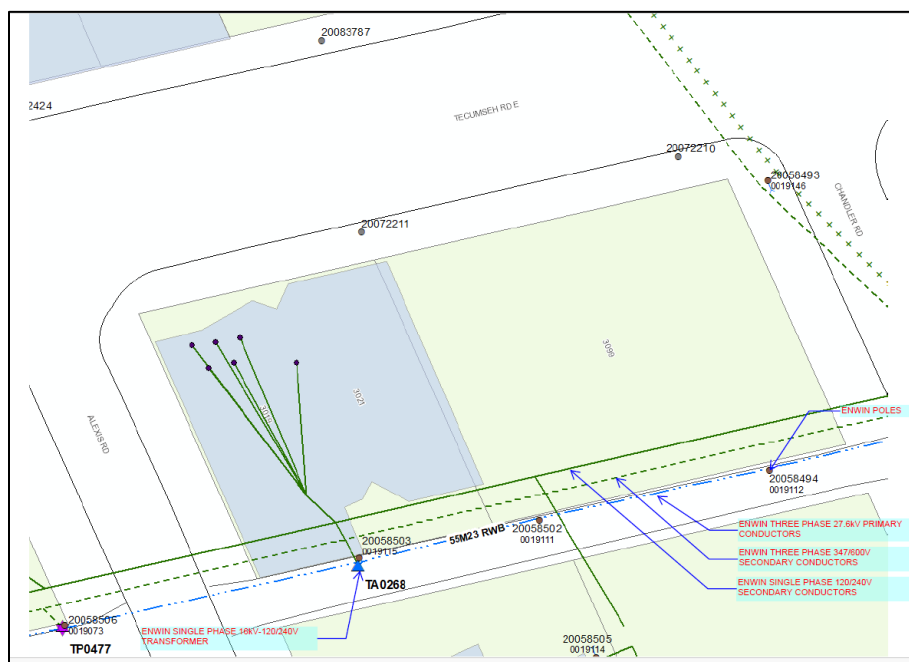 20083787
2424
TECUMSEH RD E
20072210
20058493
0019146
CHANDLER RD
20072211
3099
3021
3019
ALEXIS RD
ENWIN POLES
20058494
0019112
55M23 RWB
20058502
0019111
ENWIN THREE PHASE 27.6kV PRIMARY
CONDUCTORS
20058503
0019115
ENWIN THREE PHASE 347/600V
SECONDARY CONDUCTORS
TA0268
ENWIN SINGLE PHASE 120/240V
SECONDARY CONDUCTORS
20058506
0019073
ENWIN SINGLE PHASE 16kV-120/240V
TRANSFORMER
TP0477
20058505
0019114